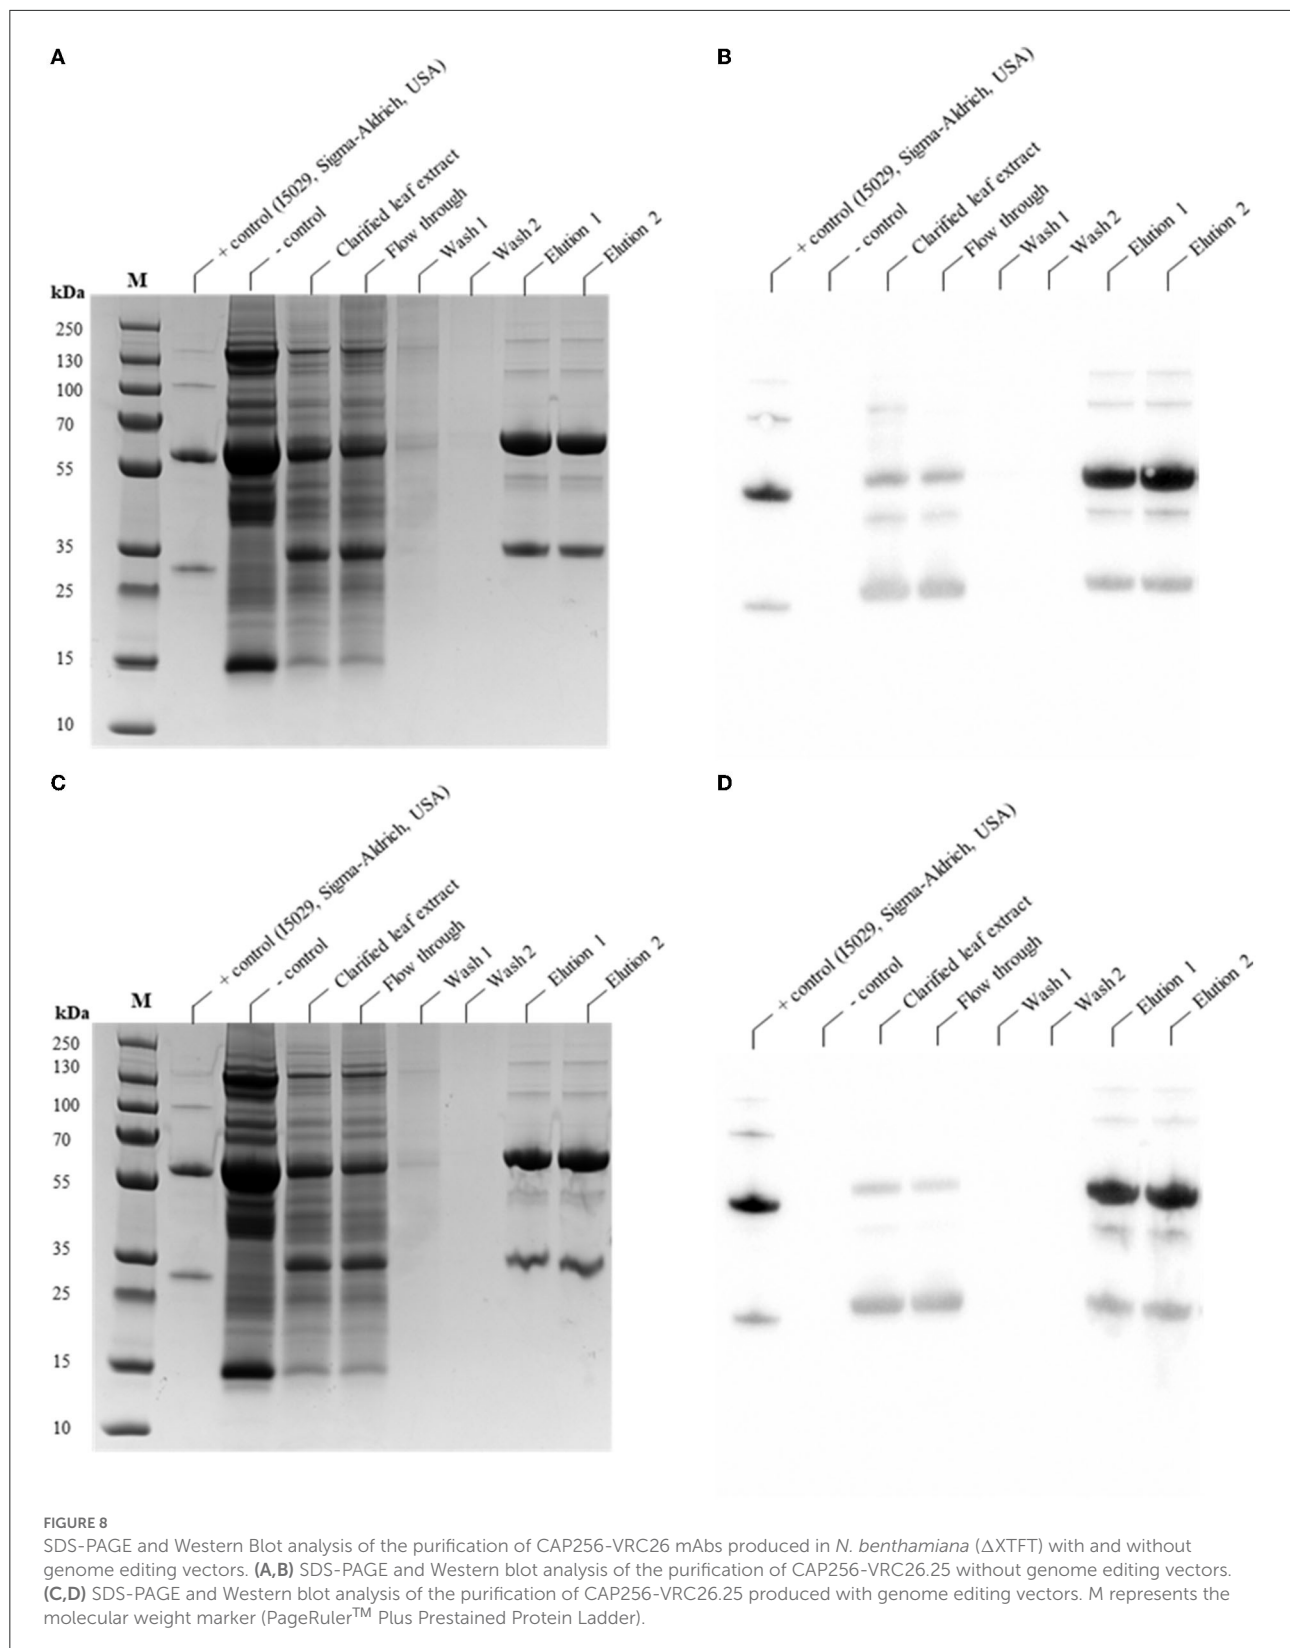 A
+ control (I5029, Sigma-Aldrich, USA)
- control
Clarified leaf extract
Flow through
Wash 1
Wash 2
Elution 1
Elution 2
M
kDa
250
130
100
70
55
35
25
15
10
B
+ control (I5029, Sigma-Aldrich, USA)
- control
Clarified leaf extract
Flow through
Wash 1
Wash 2
Elution 1
Elution 2
C
+ control (I5029, Sigma-Aldrich, USA)
- control
Clarified leaf extract
Flow through
Wash 1
Wash 2
Elution 1
Elution 2
M
kDa
250
130
100
70
55
35
25
15
10
D
+ control (I5029, Sigma-Aldrich, USA)
- control
Clarified leaf extract
Flow through
Wash 1
Wash 2
Elution 1
Elution 2
FIGURE 8
SDS-PAGE and Western Blot analysis of the purification of CAP256-VRC26 mAbs produced in N. benthamiana (ΔXTFT) with and without
genome editing vectors. (A,B) SDS-PAGE and Western blot analysis of the purification of CAP256-VRC26.25 without genome editing vectors.
(C,D) SDS-PAGE and Western blot analysis of the purification of CAP256-VRC26.25 produced with genome editing vectors. M represents the
molecular weight marker (PageRuler™ Plus Prestained Protein Ladder).